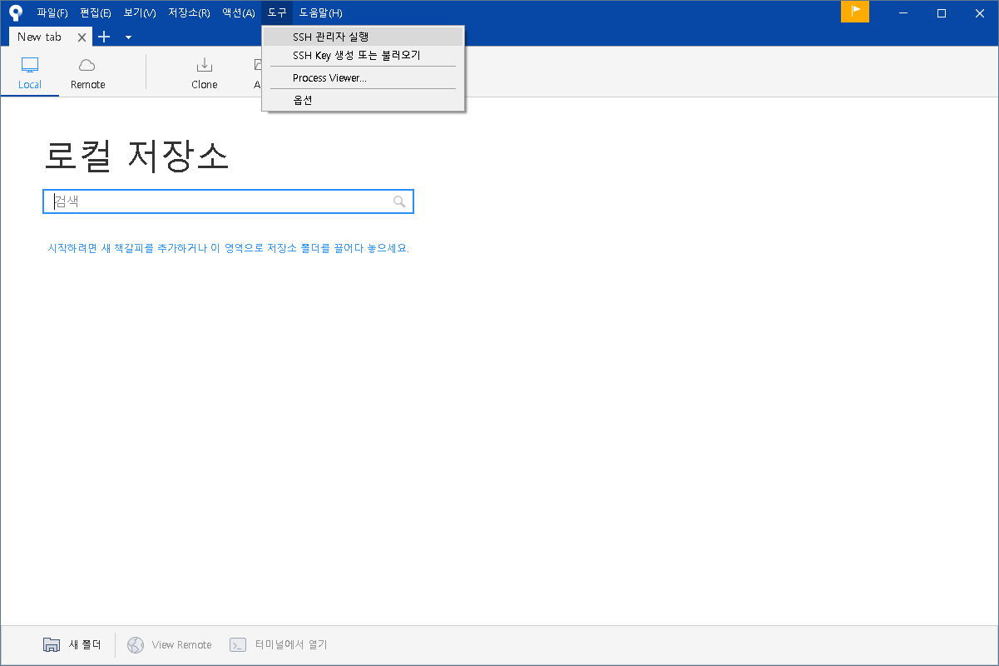 파일(F) 편집(E) 보기(V) 저장소(R) 액션(A) 도구 도움말(H)
New tab
SSH 관리자 실행
SSH Key 생성 또는 불러오기
Process Viewer...
옵션
Local Remote Clone A
로컬 저장소
검색
시작하려면 새 책갈피를 추가하거나 이 영역으로 저장소 폴더를 끌어다 놓으세요.
새 폴더 View Remote 터미널에서 열기